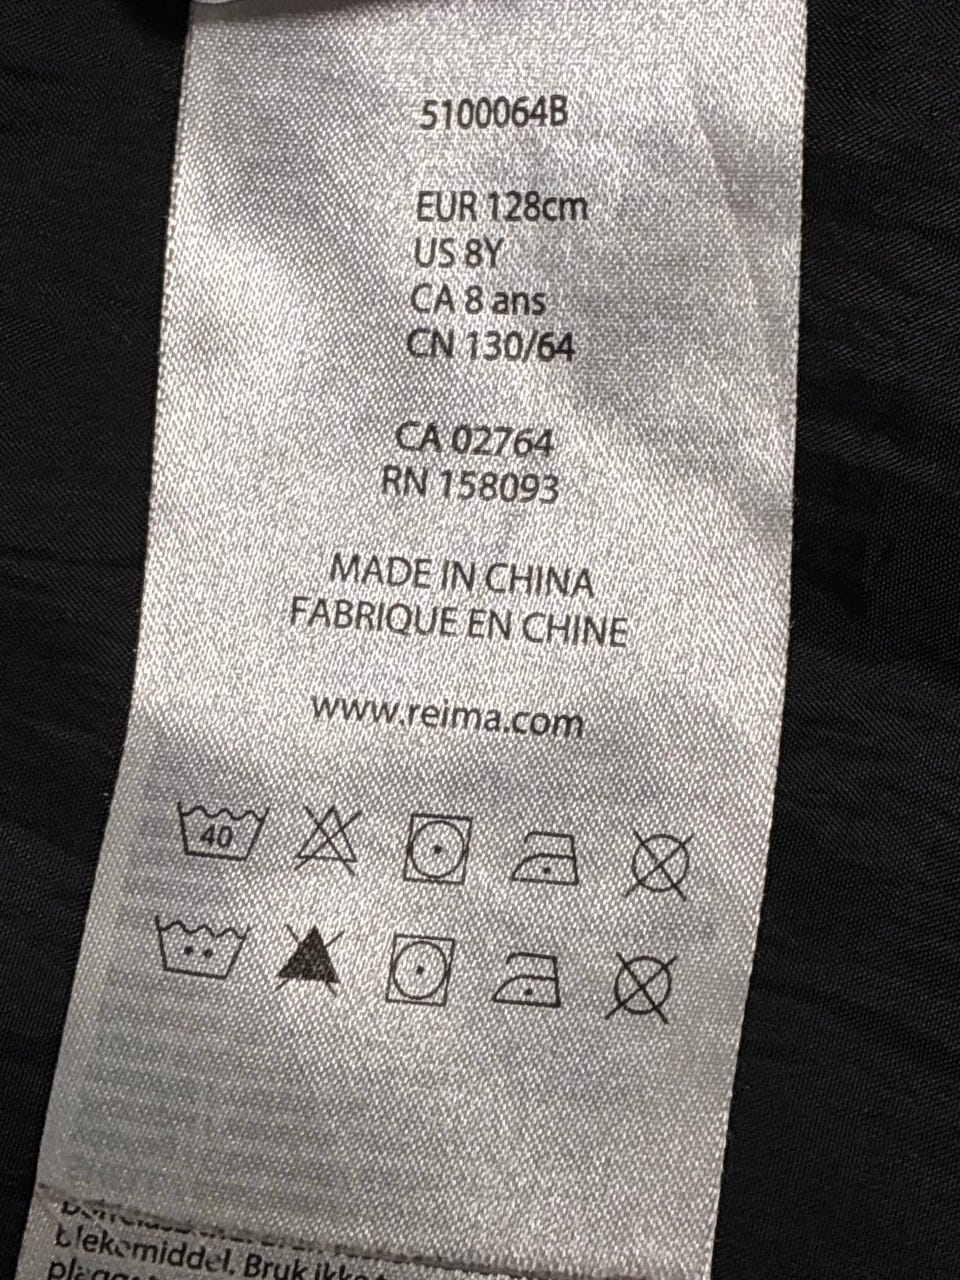 5100064B
EUR 128cm
US 8Y
CA 8 ans
CN 130/64
CA 02764
RN 158093
MADE IN CHINA
FABRIQUE EN CHINE
www.reima.com
40
blekemiddel. Bruk ikke